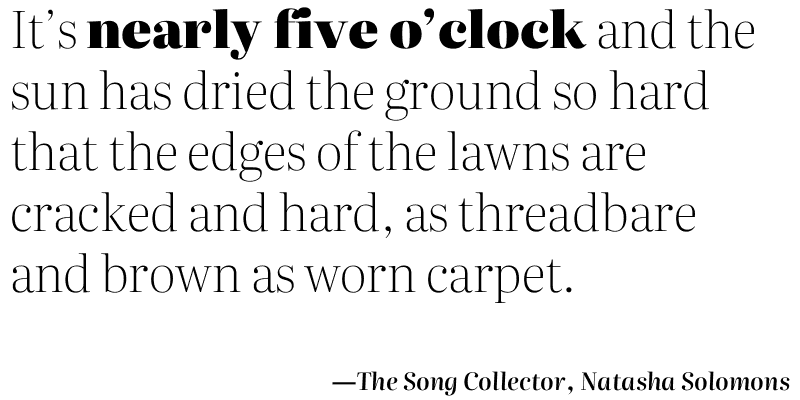 It’s nearly five o’clock and the
sun has dried the ground so hard
that the edges of the lawns are
cracked and hard, as threadbare
and brown as worn carpet.
—The Song Collector, Natasha Solomons